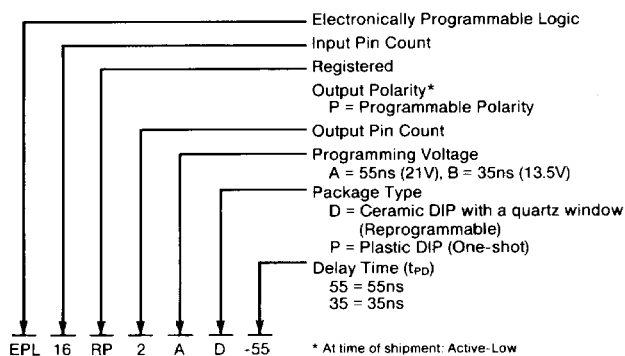 Electronically Programmable Logic
Input Pin Count
Registered
Output Polarity*
P = Programmable Polarity
Output Pin Count
Programming Voltage
A = 55ns (21V), B = 35ns (13.5V)
Package Type
D = Ceramic DIP with a quartz window
(Reprogrammable)
P = Plastic DIP (One-shot)
Delay Time (tPD)
55 = 55ns
35 = 35ns
EPL 16 RP 2 A D -55
* At time of shipment: Active-Low